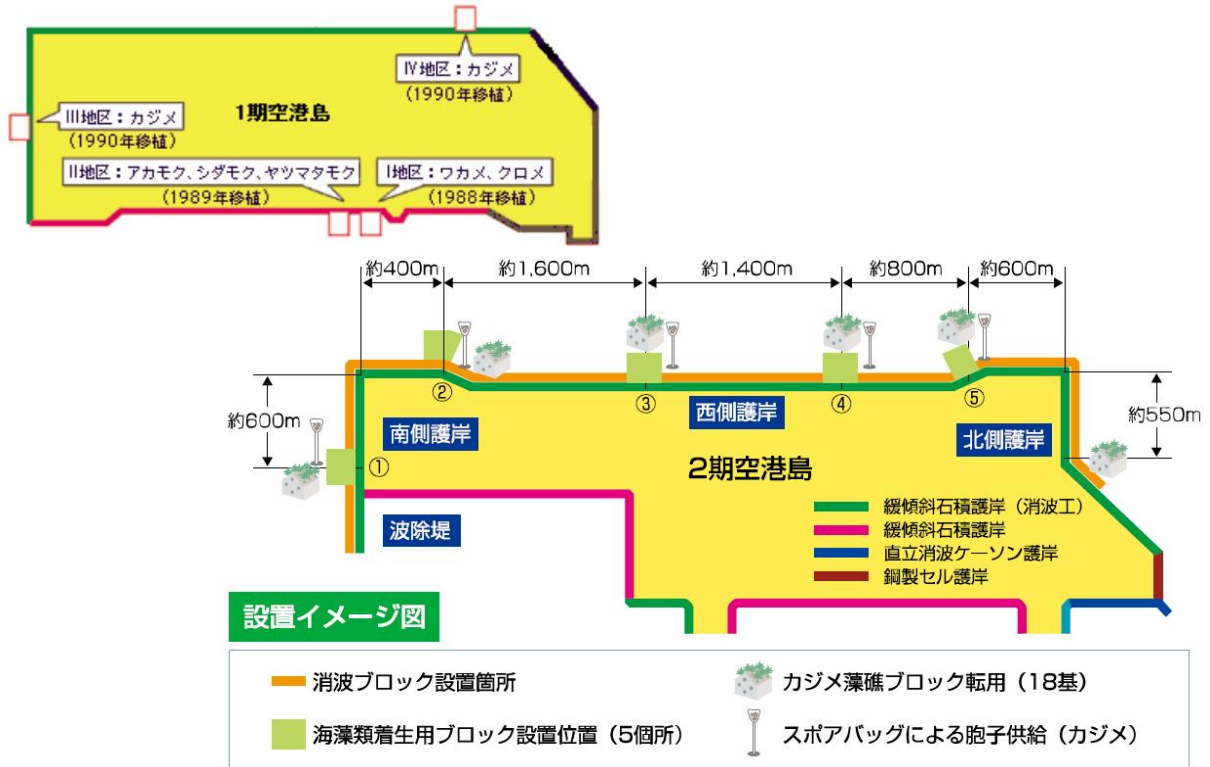 IV地区：カジメ
（1990年移植）
III地区：カジメ
（1990年移植）
1期空港島
II地区：アカモク、シダモク、ヤツマタモク
（1989年移植）
I地区：ワカメ、クロメ
（1988年移植）
約400m
約1,600m
約1,400m
約800m
約600m
約600m
①
②
③
④
⑤
約550m
南側護岸
西側護岸
北側護岸
2期空港島
波除堤
緩傾斜石積護岸（消波工）
緩傾斜石積護岸
直立消波ケーソン護岸
鋼製セル護岸
設置イメージ図
消波ブロック設置箇所
カジメ藻礁ブロック転用（18基）
海藻類着生用ブロック設置位置（5個所）
スポアバッグによる胞子供給（カジメ）